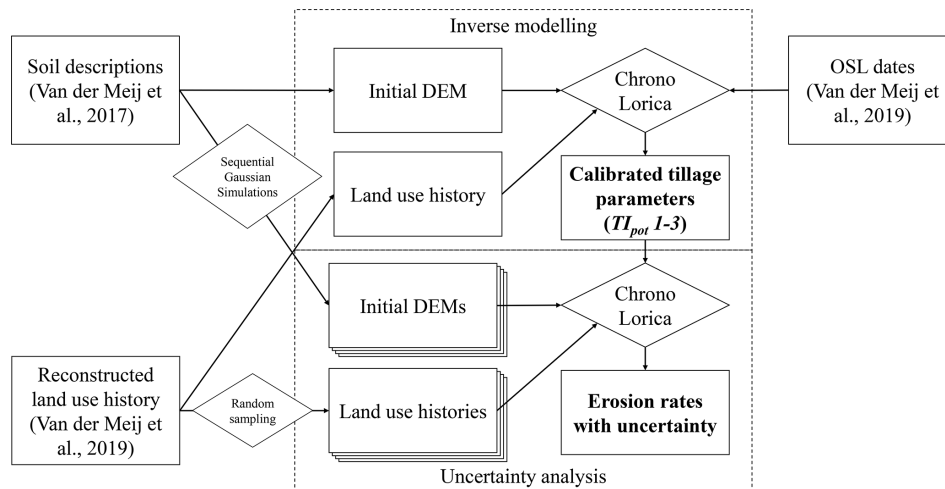 Inverse modelling
Soil descriptions
(Van der Meij et
al., 2017)
Initial DEM
Chrono
Lorica
OSL dates
(Van der Meij et
al., 2019)
Sequential
Gaussian
Simulations
Land use history
Calibrated tillage
parameters
(TIpot 1-3)
Initial DEMs
Chrono
Lorica
Reconstructed
land use history
(Van der Meij et
al., 2019)
Random
sampling
Land use histories
Erosion rates
with uncertainty
Uncertainty analysis